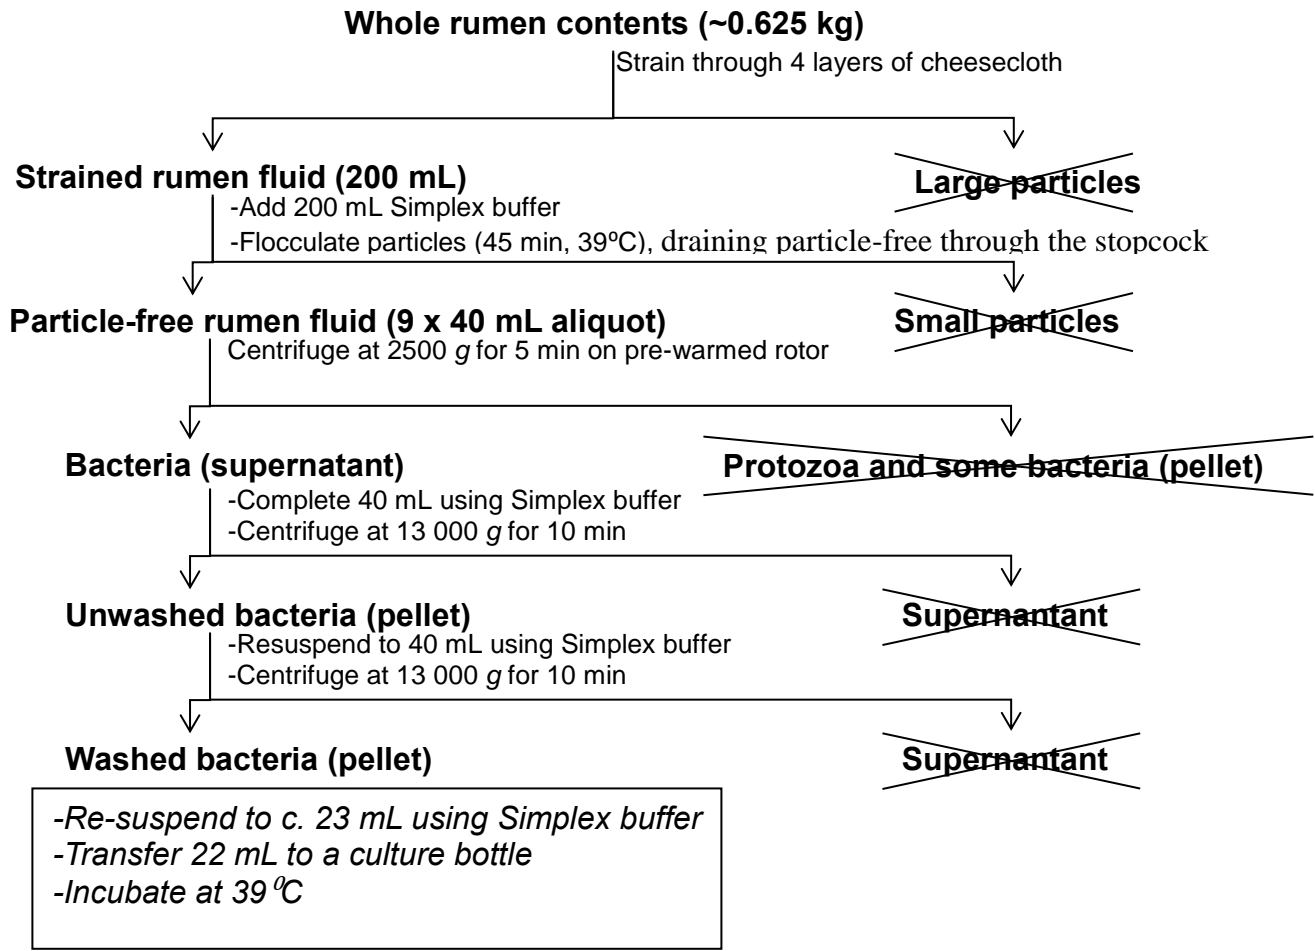 Whole rumen contents (~0.625 kg)
Strain through 4 layers of cheesecloth
Strained rumen fluid (200 mL)
Large particles
-Add 200 mL Simplex buffer
-Flocculate particles (45 min, 39ºC), draining particle-free through the stopcock
Particle-free rumen fluid (9 x 40 mL aliquot)
Small particles
Centrifuge at 2500 g for 5 min on pre-warmed rotor
Bacteria (supernatant)
Protozoa and some bacteria (pellet)
-Complete 40 mL using Simplex buffer
-Centrifuge at 13 000 g for 10 min
Unwashed bacteria (pellet)
Supernantant
-Resuspend to 40 mL using Simplex buffer
-Centrifuge at 13 000 g for 10 min
Washed bacteria (pellet)
Supernantant
-Re-suspend to c. 23 mL using Simplex buffer
-Transfer 22 mL to a culture bottle
-Incubate at 39 ⁰C